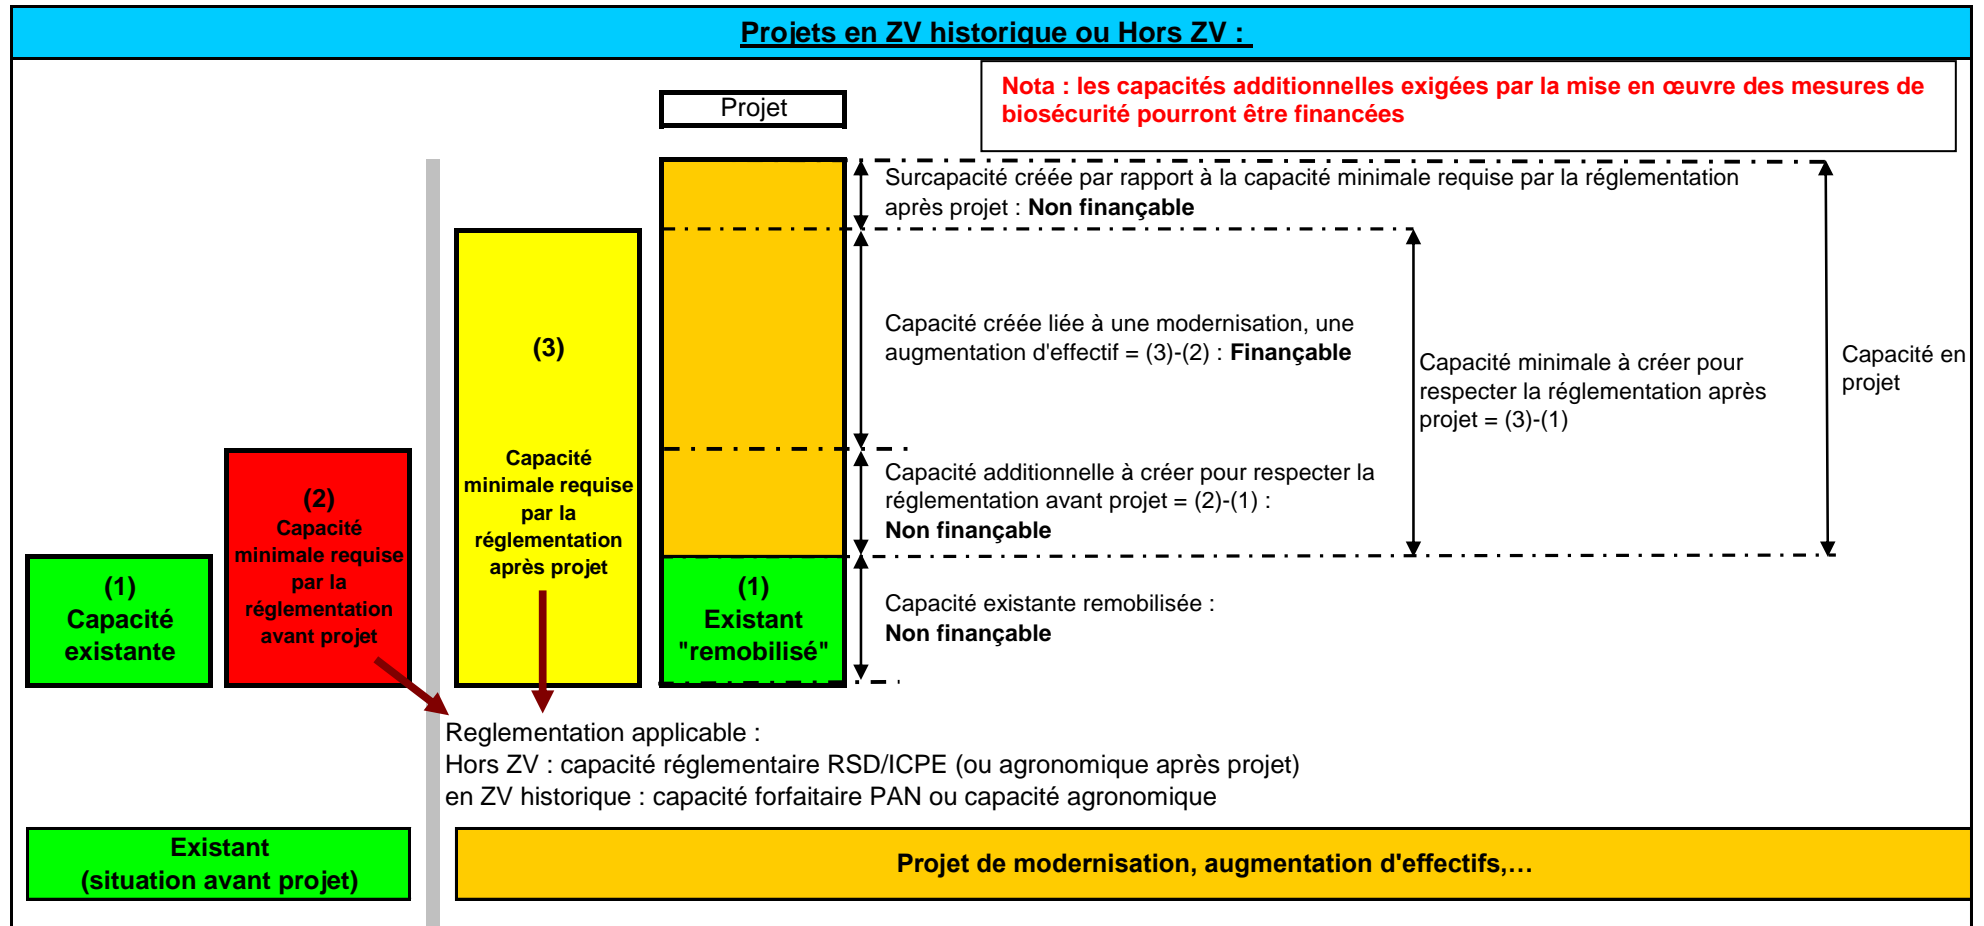 Projets en ZV historique ou Hors ZV :
Nota : les capacités additionnelles exigées par la mise en œuvre des mesures de
biosécurité pourront être financées
Projet
Surcapacité créée par rapport à la capacité minimale requise par la réglementation
après projet : Non finançable
Capacité créée liée à une modernisation, une
augmentation d'effectif = (3)-(2) : Finançable
Capacité minimale à créer pour
respecter la réglementation après
projet = (3)-(1)
Capacité en
projet
Capacité additionnelle à créer pour respecter la
réglementation avant projet = (2)-(1) :
Non finançable
Capacité existante remobilisée :
Non finançable
(1)
Capacité
existante
(2)
Capacité
minimale requise
par la
réglementation
avant projet
(3)
Capacité
minimale requise
par la
réglementation
après projet
(1)
Existant
"remobilisé"
Reglementation applicable :
Hors ZV : capacité réglementaire RSD/ICPE (ou agronomique après projet)
en ZV historique : capacité forfaitaire PAN ou capacité agronomique
Existant
(situation avant projet)
Projet de modernisation, augmentation d'effectifs,…